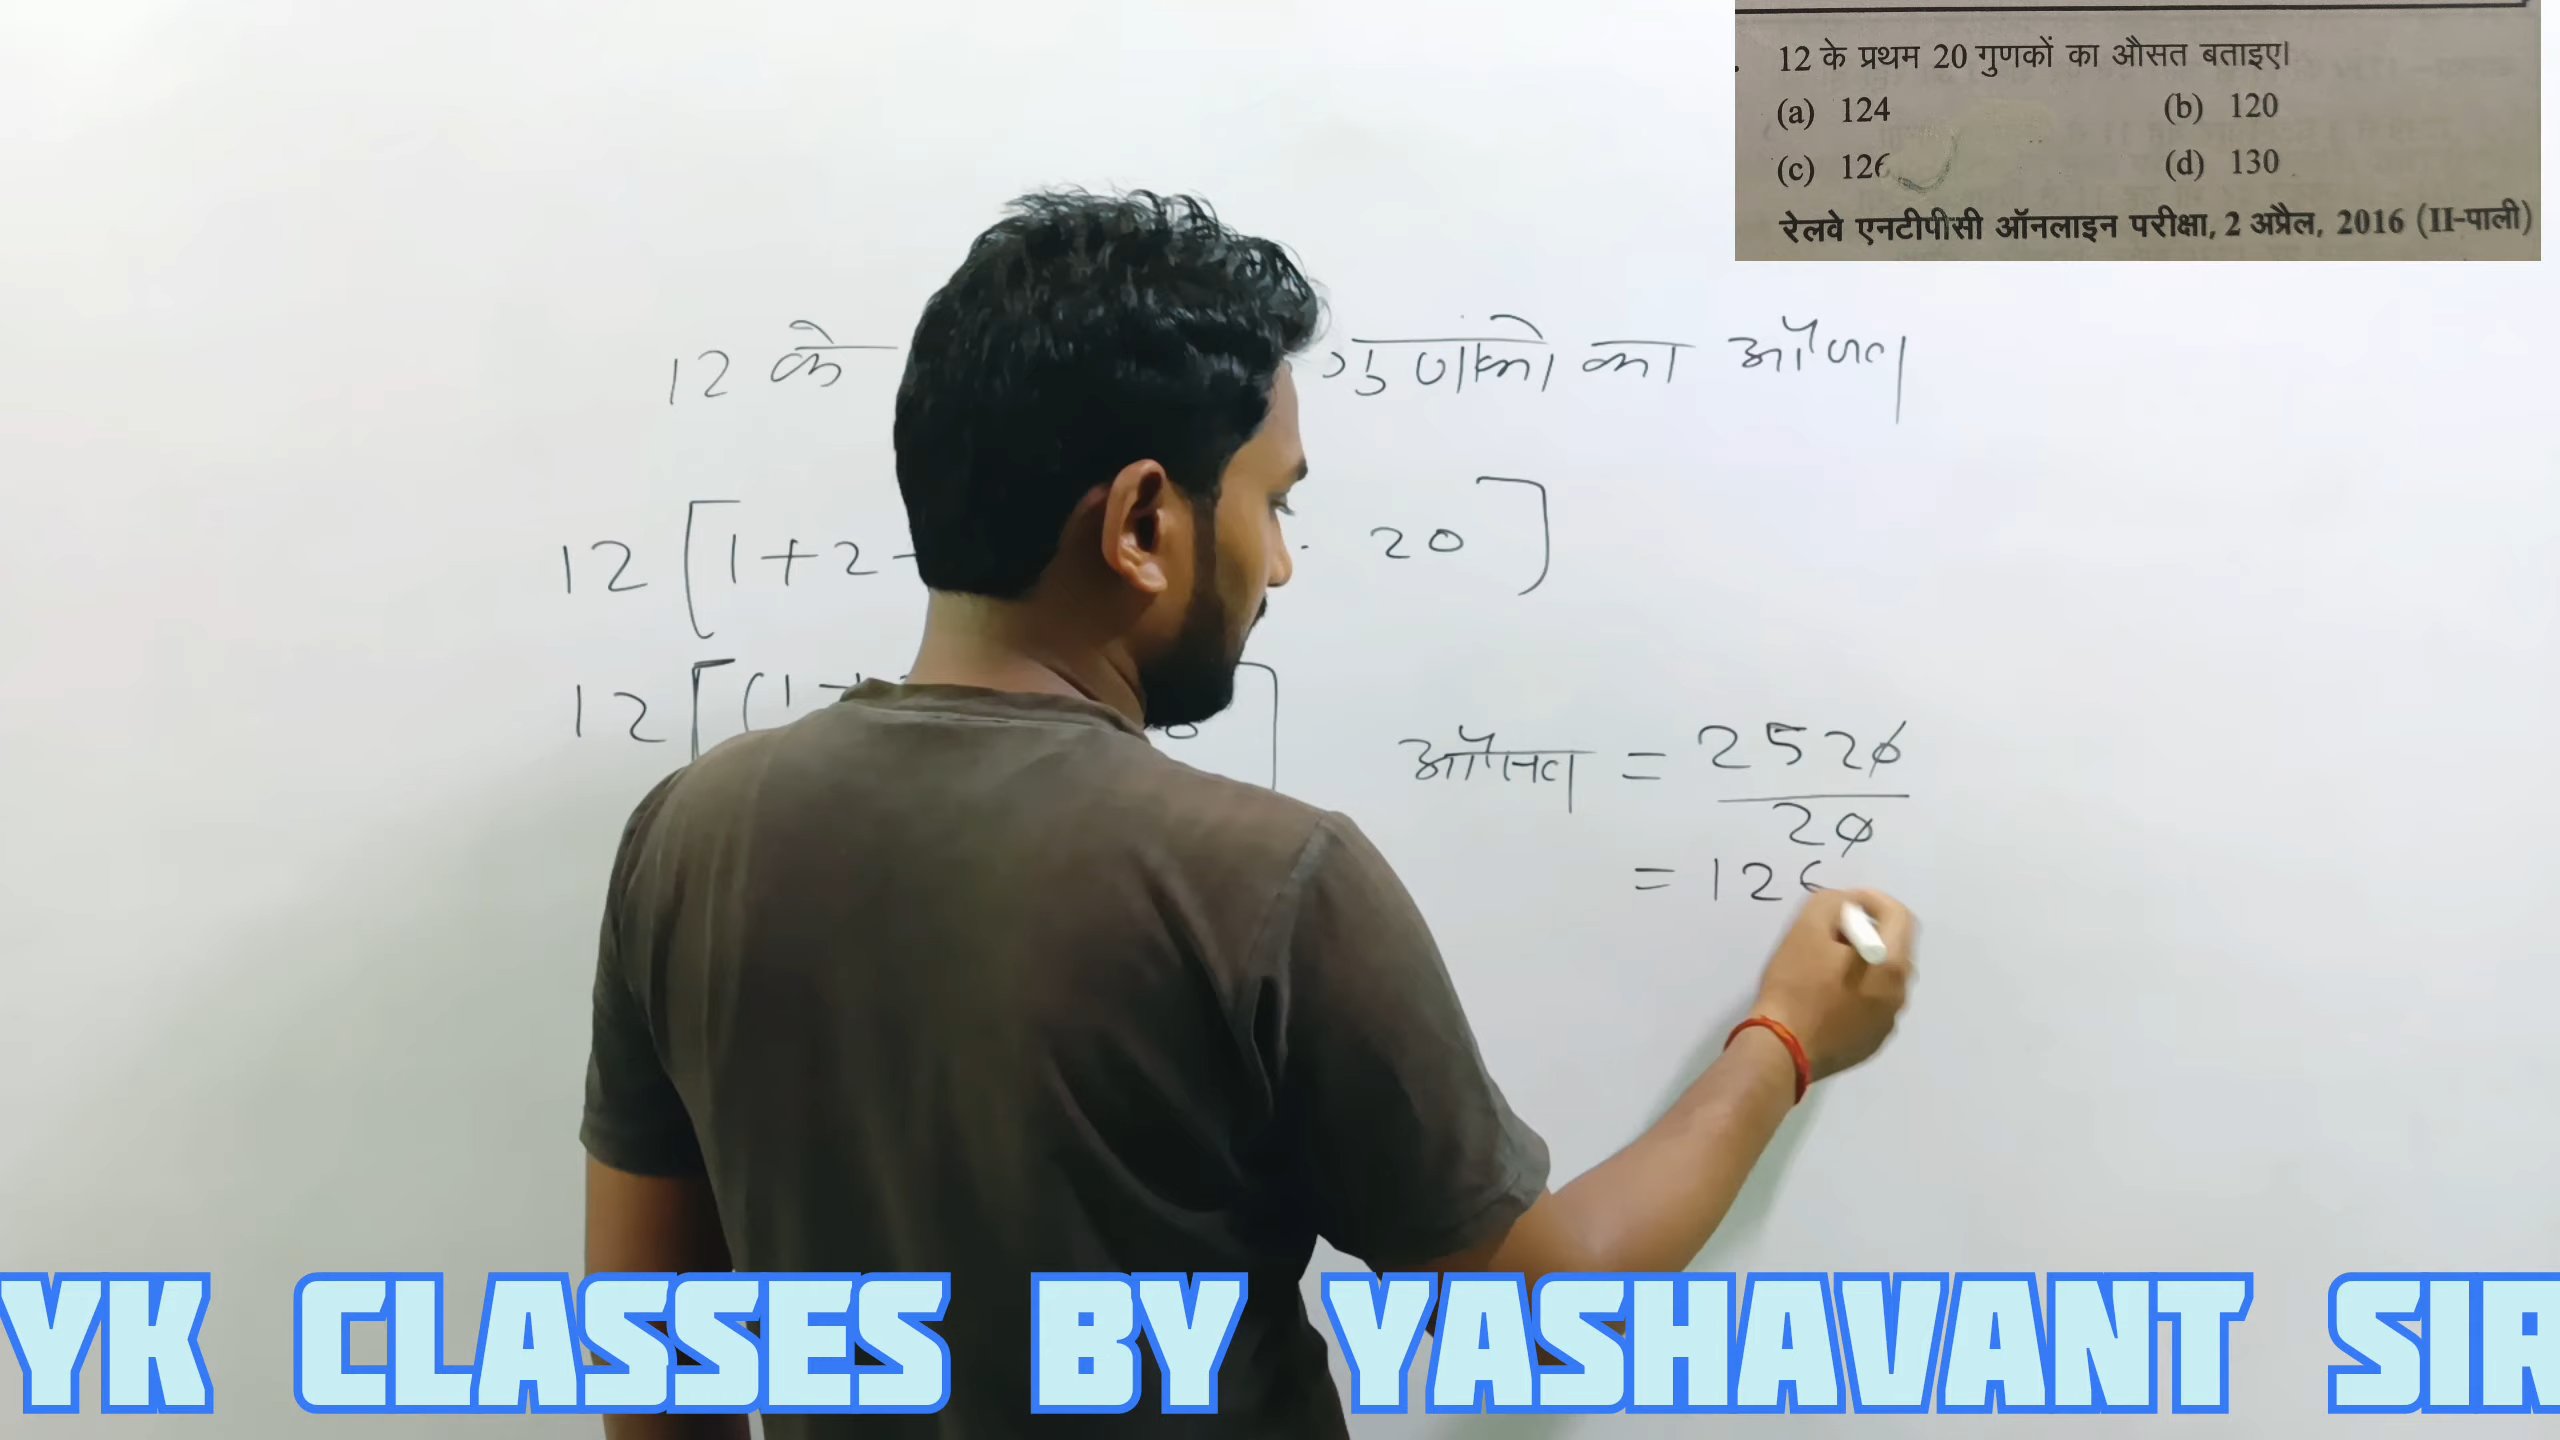 12 के प्रथम 20 गुणकों का औसत बताइए।
(a) 124 (b) 120
(c) 126 (d) 130
रेलवे एनटीपीसी ऑनलाइन परीक्षा, 2 अप्रैल, 2016 (II-पाली)
12 के गुणकों का औसत
12 [1+2 . 20]
12 [(1+
औसत = 2520
20
= 126
YK CLASSES BY YASHAVANT SIR